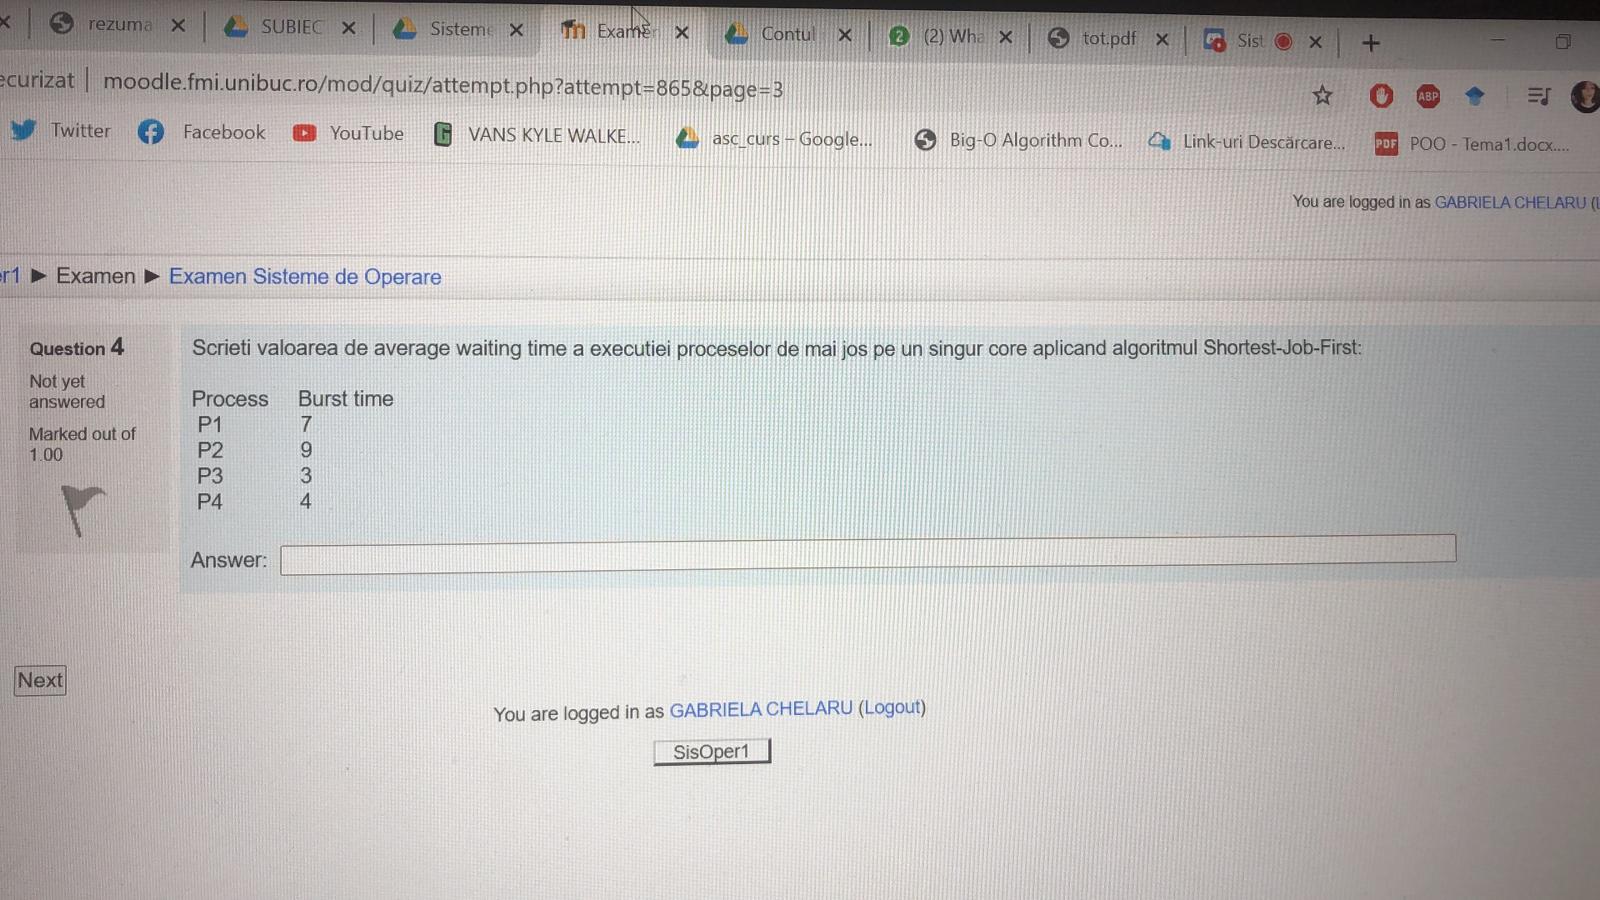 rezuma
SUBIEC
Sisteme
Examen
Contul
2 (2) Wha
tot.pdf
Sist
ecurizat | moodle.fmi.unibuc.ro/mod/quiz/attempt.php?attempt=865&page=3
ABP
Twitter
Facebook
YouTube
VANS KYLE WALKE...
asc_curs – Google...
Big-O Algorithm Co...
Link-uri Descărcare...
PDF POO - Tema1.docx....
You are logged in as GABRIELA CHELARU (
er1 ► Examen ► Examen Sisteme de Operare
Question 4
Not yet
answered
Marked out of
1.00
Scrieti valoarea de average waiting time a executiei proceselor de mai jos pe un singur core aplicand algoritmul Shortest-Job-First:
Process Burst time
P1 7
P2 9
P3 3
P4 4
Answer:
Next
You are logged in as GABRIELA CHELARU (Logout)
SisOper1